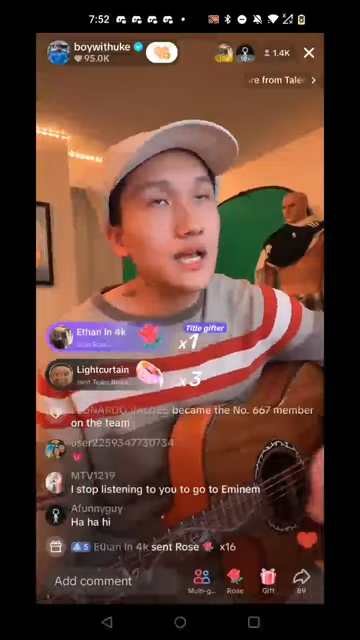 7:52
boywithuke
95.0K
1.4K
re from Taler
Ethan In 4k
Title gifter
x1
Lightcurtain
x3
became the No. 667 member
on the team
user2259347730734
MTV1219
I stop listening to you to go to Eminem
Afunnyguy
Ha ha hi
5 Ethan In 4k sent Rose x16
Add comment
Multi-g...
Rose
Gift
89